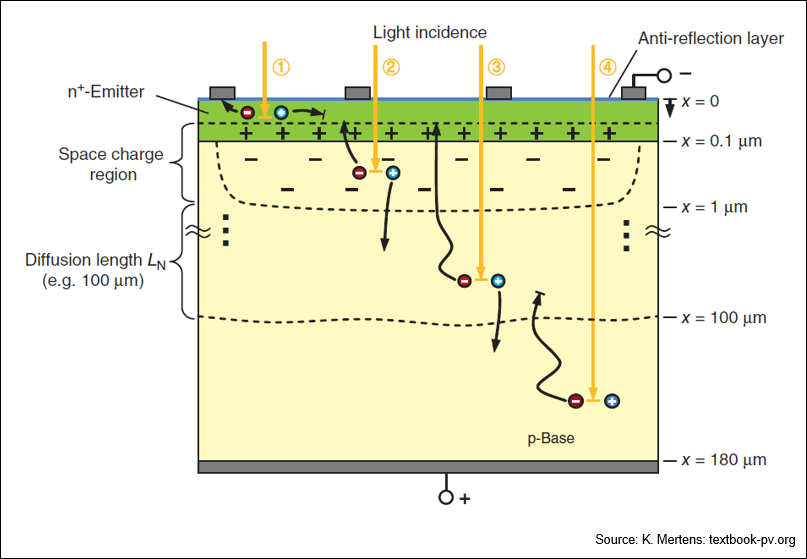 Light incidence
Anti-reflection layer
① ② ③ ④
n⁺-Emitter
−
x = 0
x = 0.1 μm
Space charge
region
x = 1 μm
Diffusion length L_N
(e.g. 100 μm)
x = 100 μm
p-Base
x = 180 μm
+
Source: K. Mertens: textbook-pv.org